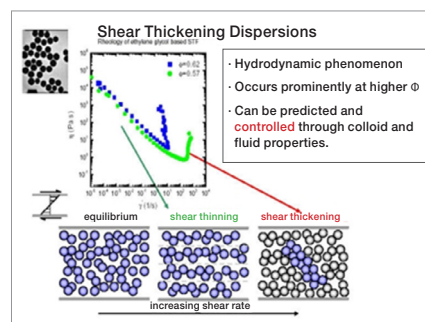 Shear Thickening Dispersions
Rheology of ethylene glycol based STF
φ=0.62
φ=0.57
η (Pa s)
γ̇ (1/s)
· Hydrodynamic phenomenon
· Occurs prominently at higher Φ
· Can be predicted and
controlled through colloid and
fluid properties.
equilibrium
shear thinning
shear thickening
increasing shear rate